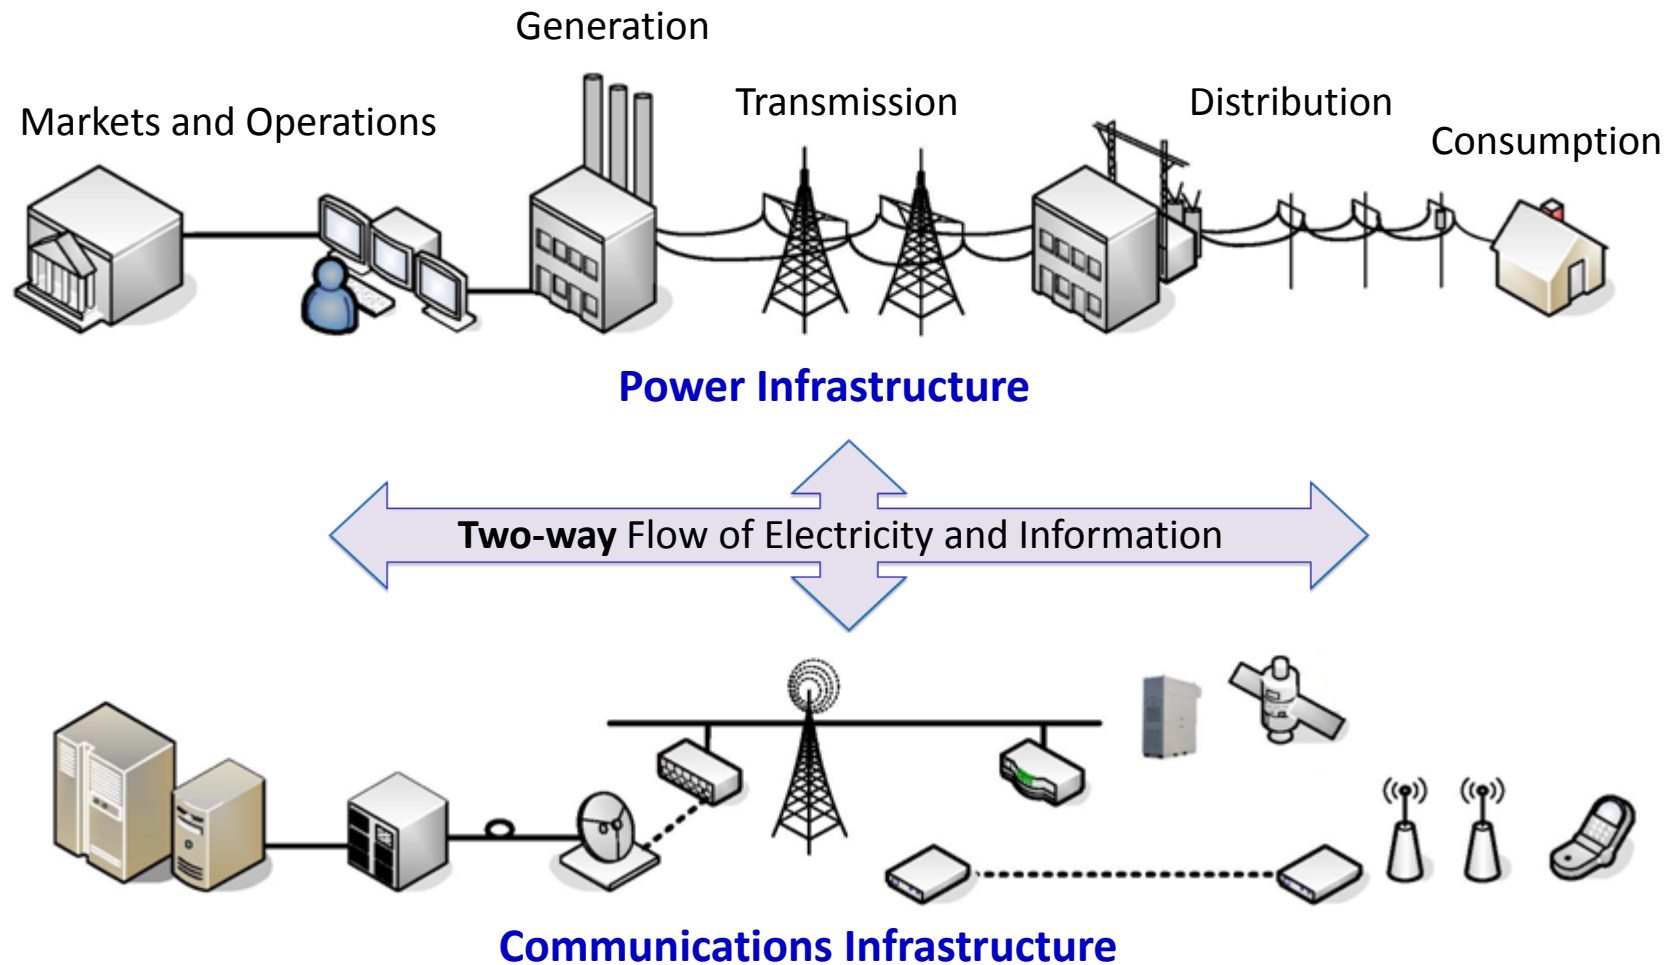 Generation
Markets and Operations
Transmission
Distribution
Consumption
Power Infrastructure
Two-way Flow of Electricity and Information
Communications Infrastructure